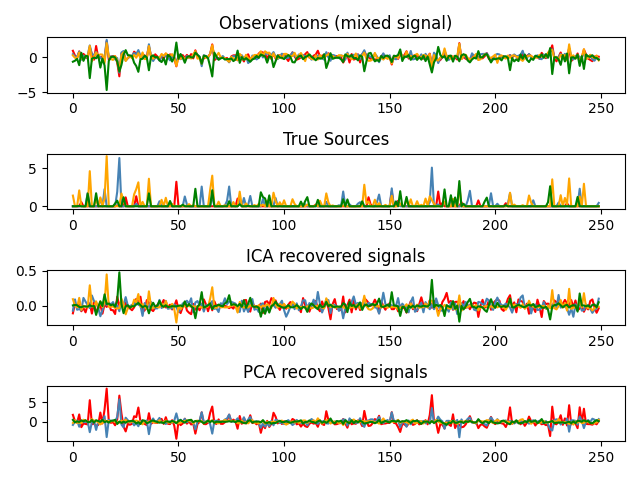 Observations (mixed signal)
0
−5
0 50 100 150 200 250
True Sources
5
0
0 50 100 150 200 250
ICA recovered signals
0.5
0.0
0 50 100 150 200 250
PCA recovered signals
5
0
0 50 100 150 200 250